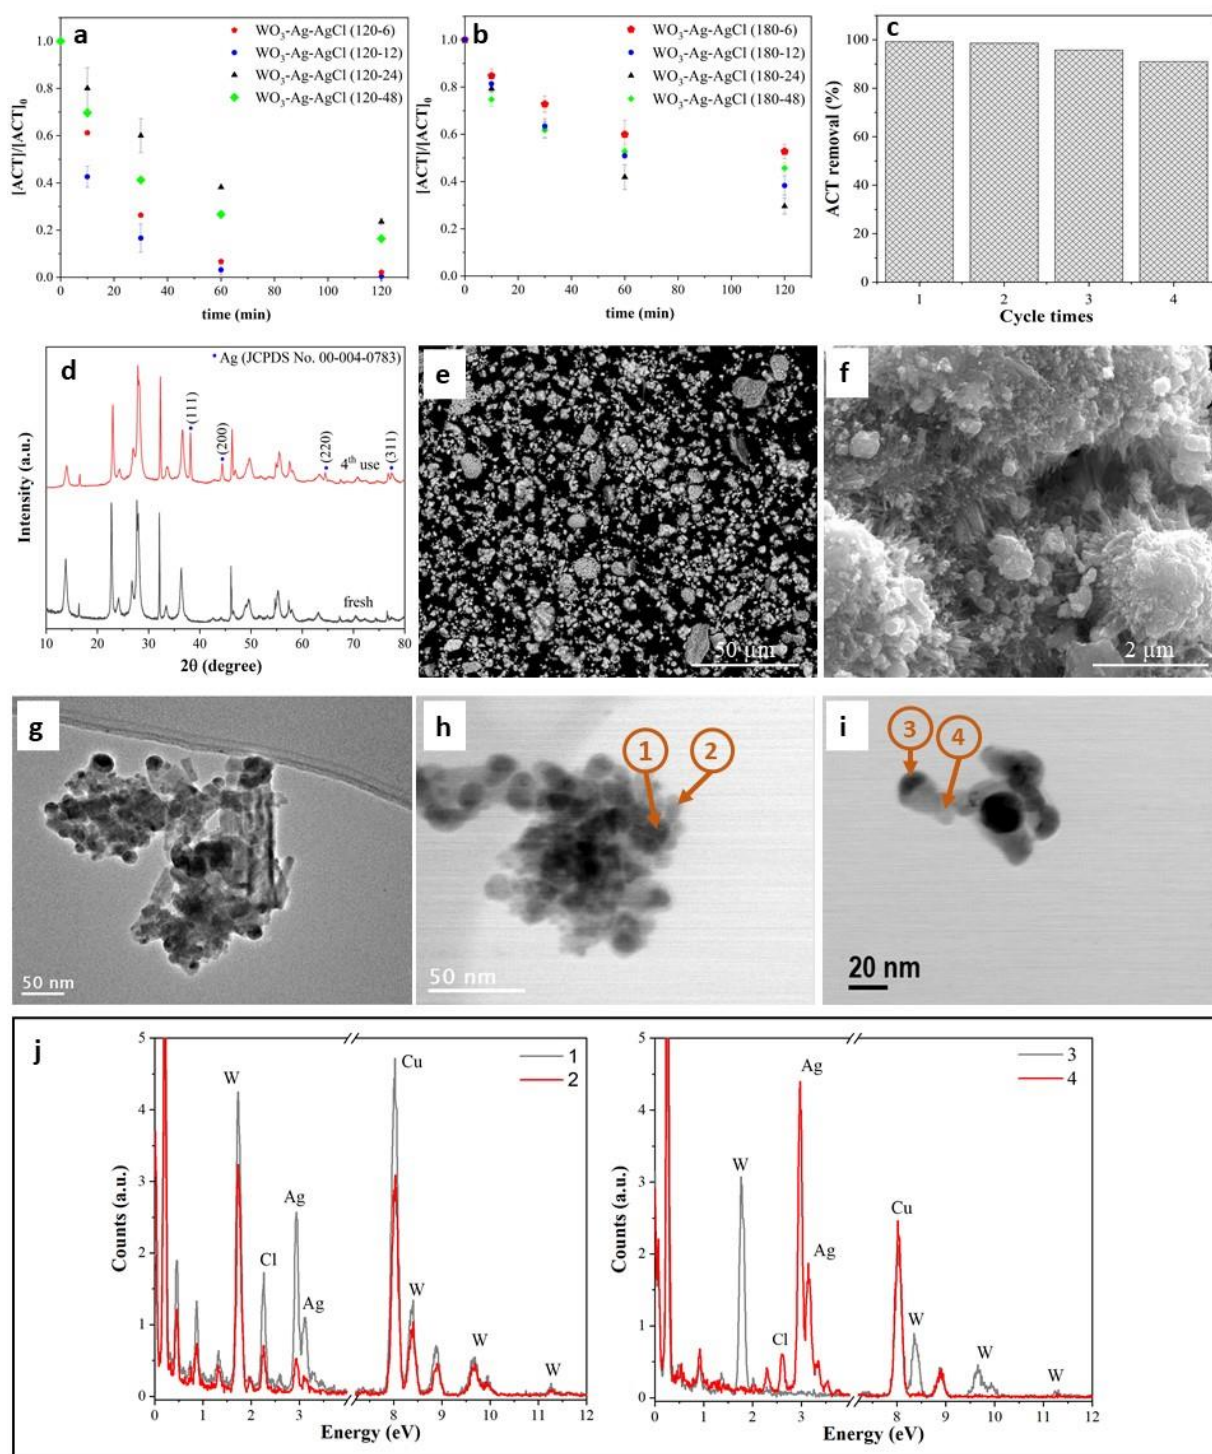 a
WO3-Ag-AgCl (120-6)
WO3-Ag-AgCl (120-12)
WO3-Ag-AgCl (120-24)
WO3-Ag-AgCl (120-48)
1.0
0.8
0.6
0.4
0.2
0.0
[ACT]/[ACT]0
0 20 40 60 80 100 120
time (min)
b
WO3-Ag-AgCl (180-6)
WO3-Ag-AgCl (180-12)
WO3-Ag-AgCl (180-24)
WO3-Ag-AgCl (180-48)
1.0
0.8
0.6
0.4
0.2
0.0
[ACT]/[ACT]0
0 20 40 60 80 100 120
time (min)
c
100
80
60
40
20
0
ACT removal (%)
1 2 3 4
Cycle times
d
Ag (JCPDS No. 00-004-0783)
(111)
(200)
(220)
(311)
4th use
fresh
Intensity (a.u.)
10 20 30 40 50 60 70 80
2θ (degree)
e
50 µm
f
2 µm
g
50 nm
h
1
2
50 nm
i
3
4
20 nm
j
5
4
3
2
1
0
Counts (a.u.)
1
2
W
Cl
Ag
Ag
Cu
W
W
W
0 1 2 3 8 9 10 11 12
Energy (eV)
5
4
3
2
1
0
Counts (a.u.)
3
4
W
Cl
Ag
Ag
Cu
W
W
W
0 1 2 3 8 9 10 11 12
Energy (eV)